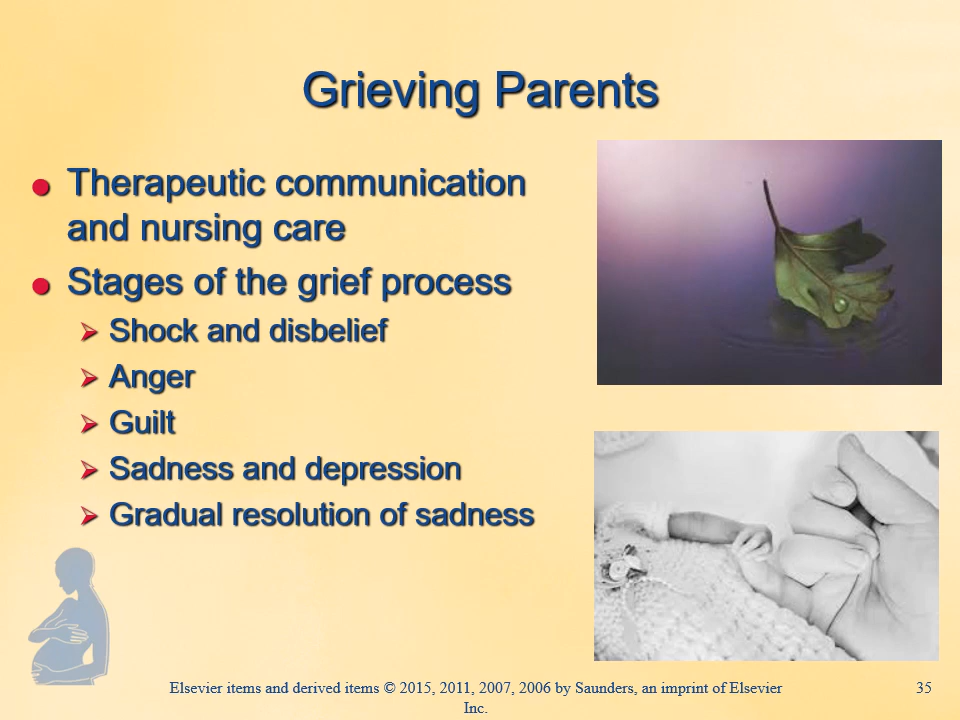 Grieving Parents
Therapeutic communication
and nursing care
Stages of the grief process
Shock and disbelief
Anger
Guilt
Sadness and depression
Gradual resolution of sadness
Elsevier items and derived items © 2015, 2011, 2007, 2006 by Saunders, an imprint of Elsevier
Inc.
35